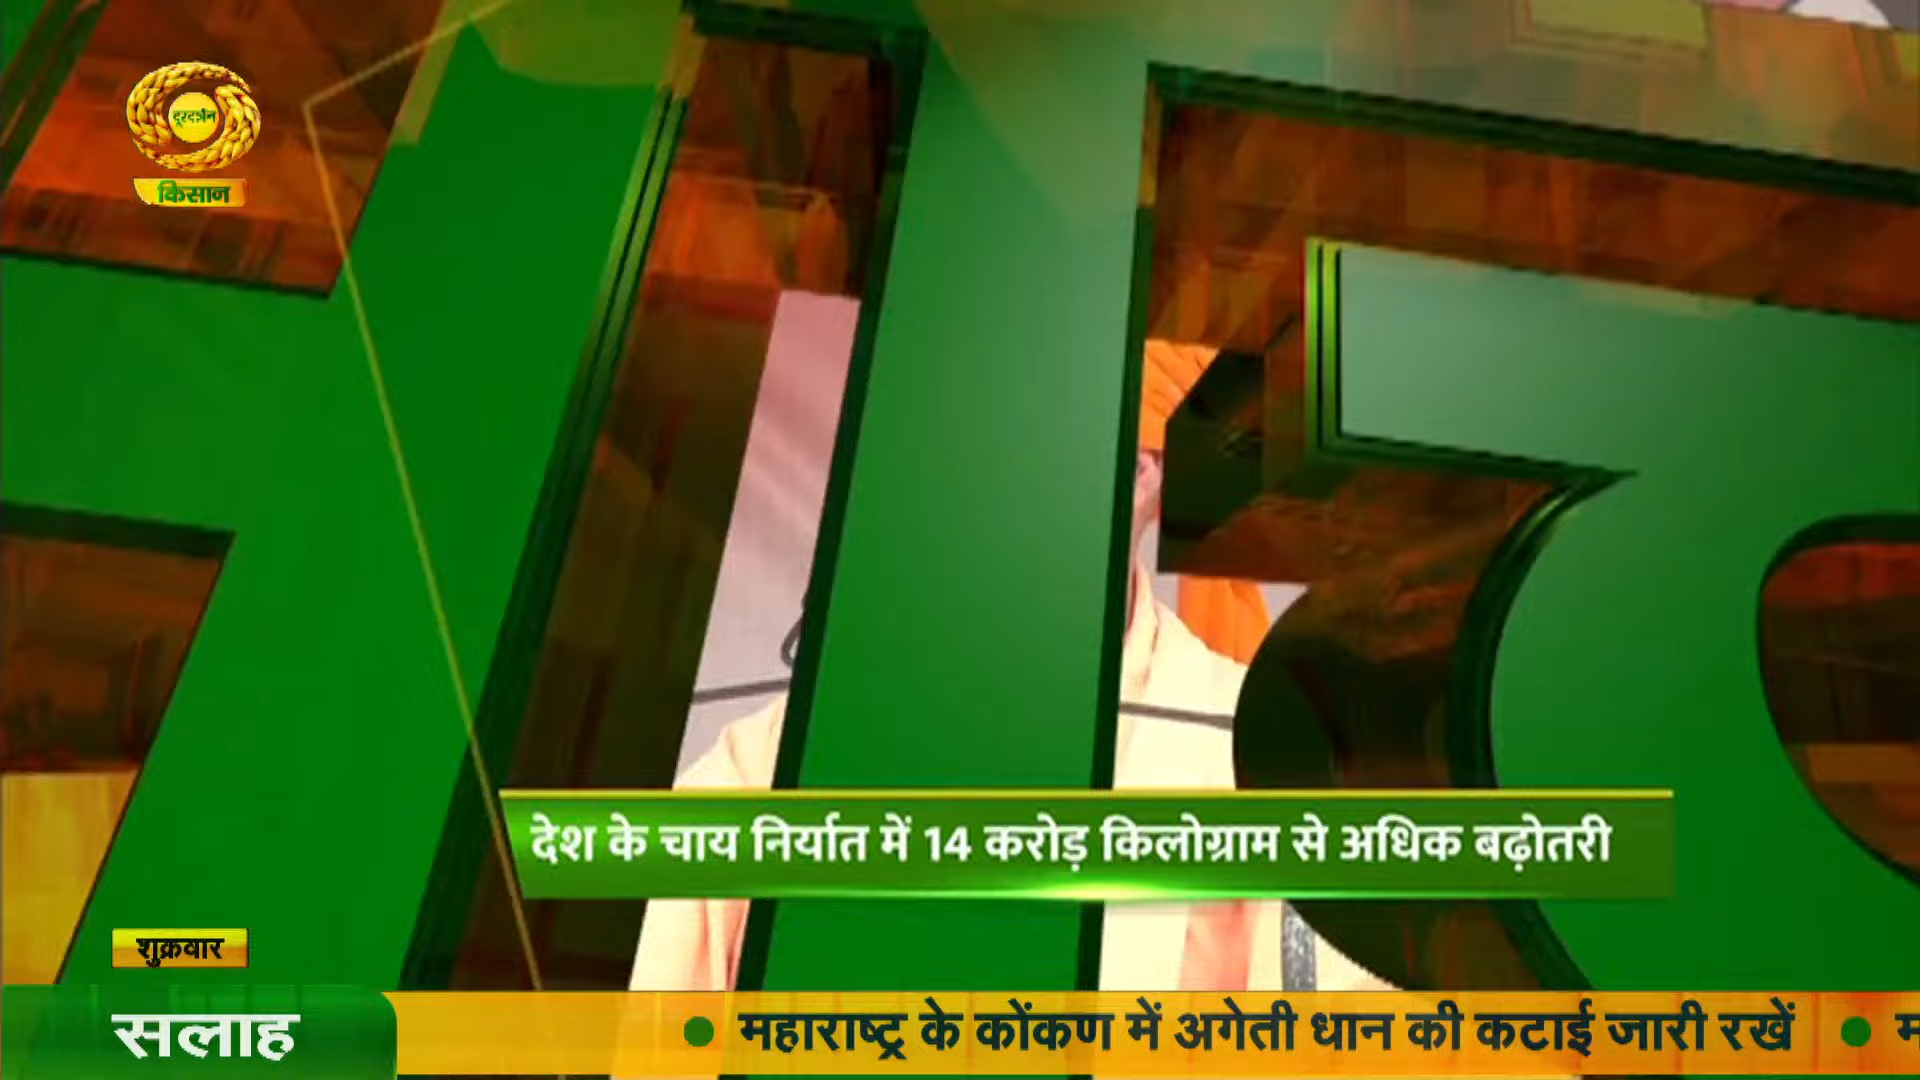 दूरदर्शन
किसान
देश के चाय निर्यात में 14 करोड़ किलोग्राम से अधिक बढ़ोतरी
शुक्रवार
सलाह
महाराष्ट्र के कोंकण में अगेती धान की कटाई जारी रखें